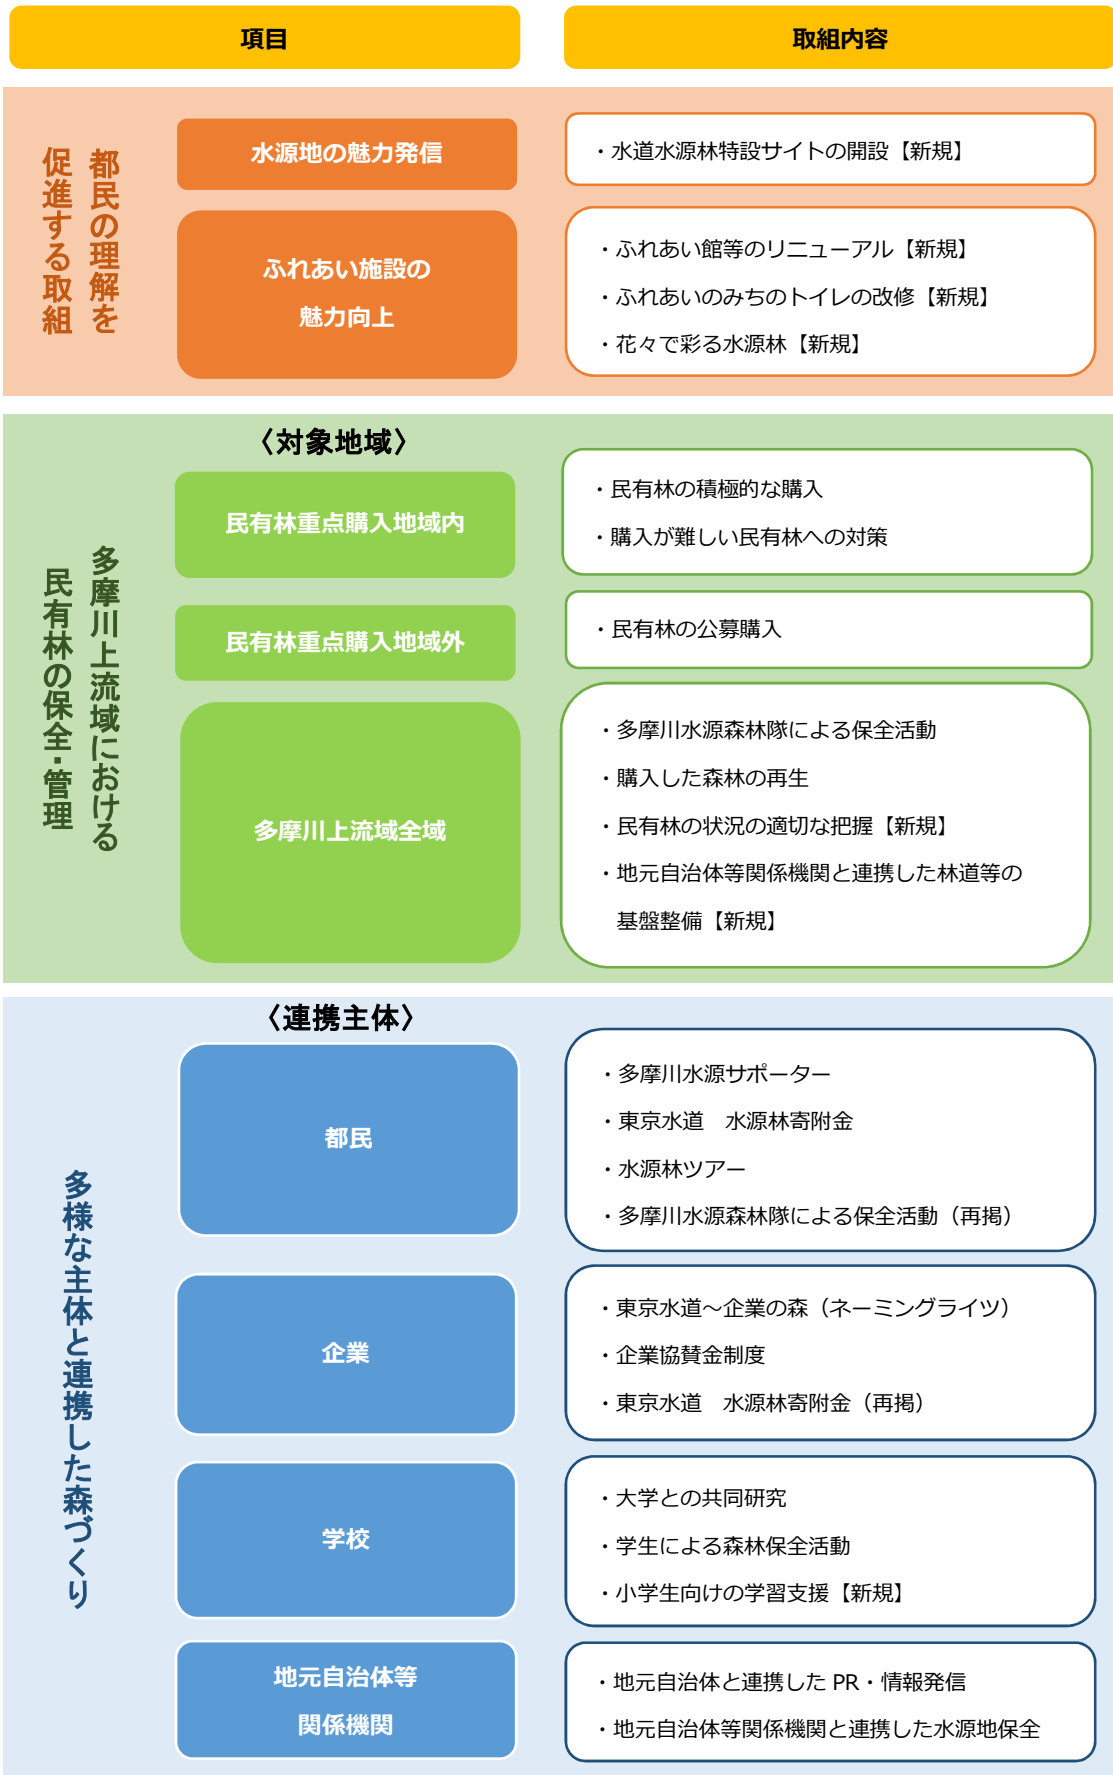 項目
取組内容
都民の理解を
促進する取組
水源地の魅力発信
・水道水源林特設サイトの開設【新規】
ふれあい施設の
魅力向上
・ふれあい館等のリニューアル【新規】
・ふれあいのみちのトイレの改修【新規】
・花々で彩る水源林【新規】
多摩川上流域における
民有林の保全・管理
〈対象地域〉
民有林重点購入地域内
・民有林の積極的な購入
・購入が難しい民有林への対策
民有林重点購入地域外
・民有林の公募購入
多摩川上流域全域
・多摩川水源森林隊による保全活動
・購入した森林の再生
・民有林の状況の適切な把握【新規】
・地元自治体等関係機関と連携した林道等の
基盤整備【新規】
多様な主体と連携した森づくり
〈連携主体〉
都民
・多摩川水源サポーター
・東京水道　水源林寄附金
・水源林ツアー
・多摩川水源森林隊による保全活動（再掲）
企業
・東京水道～企業の森（ネーミングライツ）
・企業協賛金制度
・東京水道　水源林寄附金（再掲）
学校
・大学との共同研究
・学生による森林保全活動
・小学生向けの学習支援【新規】
地元自治体等
関係機関
・地元自治体と連携した PR・情報発信
・地元自治体等関係機関と連携した水源地保全